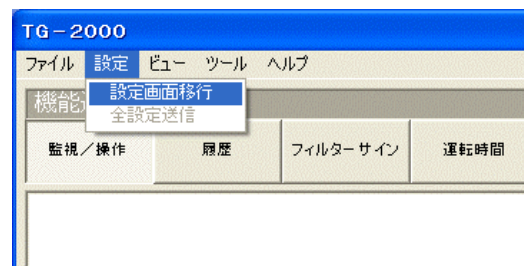 TG－2000
ファイル 設定 ビュー ツール ヘルプ
設定画面移行
機能
全設定送信
監視／操作 履歴 フィルターサイン 運転時間